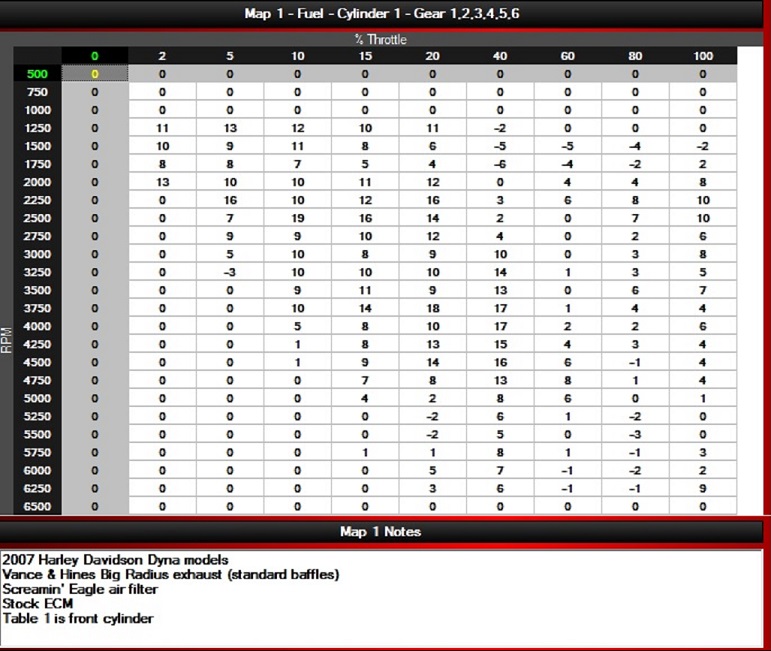 Map 1 - Fuel - Cylinder 1 - Gear 1,2,3,4,5,6
% Throttle
0 2 5 10 15 20 40 60 80 100
500 0 0 0 0 0 0 0 0 0 0
750 0 0 0 0 0 0 0 0 0 0
1000 0 0 0 0 0 0 0 0 0 0
1250 0 11 13 12 10 11 -2 0 0 0
1500 0 10 9 11 8 6 -5 -5 -4 -2
1750 0 8 8 7 5 4 -6 -4 -2 2
2000 0 13 10 10 11 12 0 4 4 8
2250 0 0 16 10 12 16 3 6 8 10
2500 0 0 7 19 16 14 2 0 7 10
2750 0 0 9 9 10 12 4 0 2 6
3000 0 0 5 10 8 9 10 0 3 8
3250 0 0 -3 10 10 10 14 1 3 5
3500 0 0 0 9 11 9 13 0 6 7
3750 0 0 0 10 14 18 17 1 4 4
4000 0 0 0 5 8 10 17 2 2 6
4250 0 0 0 1 8 13 15 4 3 4
4500 0 0 0 1 9 14 16 6 -1 4
4750 0 0 0 0 7 8 13 8 1 4
5000 0 0 0 0 4 2 8 6 0 1
5250 0 0 0 0 0 -2 6 1 -2 0
5500 0 0 0 0 0 -2 5 0 -3 0
5750 0 0 0 0 1 1 8 1 -1 3
6000 0 0 0 0 0 5 7 -1 -2 2
6250 0 0 0 0 0 3 6 -1 -1 9
6500 0 0 0 0 0 0 0 0 0 0
RPM
Map 1 Notes
2007 Harley Davidson Dyna models
Vance & Hines Big Radius exhaust (standard baffles)
Screamin' Eagle air filter
Stock ECM
Table 1 is front cylinder